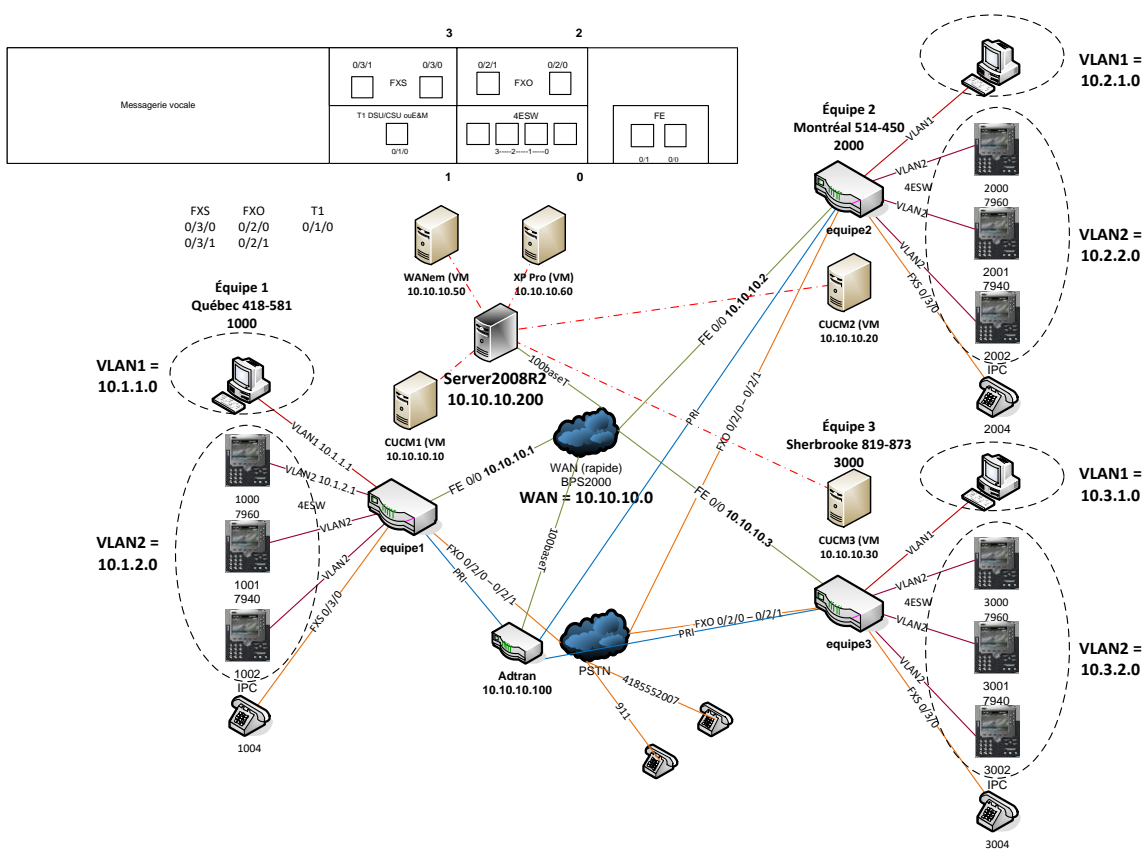 3
2
0/3/1
0/3/0
FXS
0/2/1
0/2/0
FXO
Messagerie vocale
T1 DSU/CSU ouE&M
0/1/0
4ESW
3-----2-----1-----0
FE
0/1
0/0
1
0
FXS
FXO
T1
0/3/0
0/2/0
0/1/0
0/3/1
0/2/1
WANem (VM
10.10.10.50
XP Pro (VM)
10.10.10.60
Server2008R2
10.10.10.200
CUCM1 (VM
10.10.10.10
CUCM2 (VM
10.10.10.20
CUCM3 (VM
10.10.10.30
100baseT
WAN (rapide)
BPS2000
WAN = 10.10.10.0
100baseT
Équipe 1
Québec 418-581
1000
VLAN1 =
10.1.1.0
VLAN1 10.1.1.1
VLAN2 10.1.2.1
4ESW
VLAN2
VLAN2
FXS 0/3/0
VLAN2 =
10.1.2.0
1000
7960
1001
7940
1002
IPC
1004
equipe1
FE 0/0 10.10.10.1
FXO 0/2/0 – 0/2/1
PRI
Équipe 2
Montréal 514-450
2000
VLAN1 =
10.2.1.0
VLAN1
VLAN2
4ESW
VLAN2
VLAN2
FXS 0/3/0
VLAN2 =
10.2.2.0
2000
7960
2001
7940
2002
IPC
2004
equipe2
FE 0/0 10.10.10.2
PRI
FXO 0/2/0 – 0/2/1
Équipe 3
Sherbrooke 819-873
3000
VLAN1 =
10.3.1.0
VLAN1
VLAN2
4ESW
VLAN2
VLAN2
FXS 0/3/0
VLAN2 =
10.3.2.0
3000
7960
3001
7940
3002
IPC
3004
equipe3
FE 0/0 10.10.10.3
FXO 0/2/0 – 0/2/1
PRI
Adtran
10.10.10.100
PSTN
4185552007
911